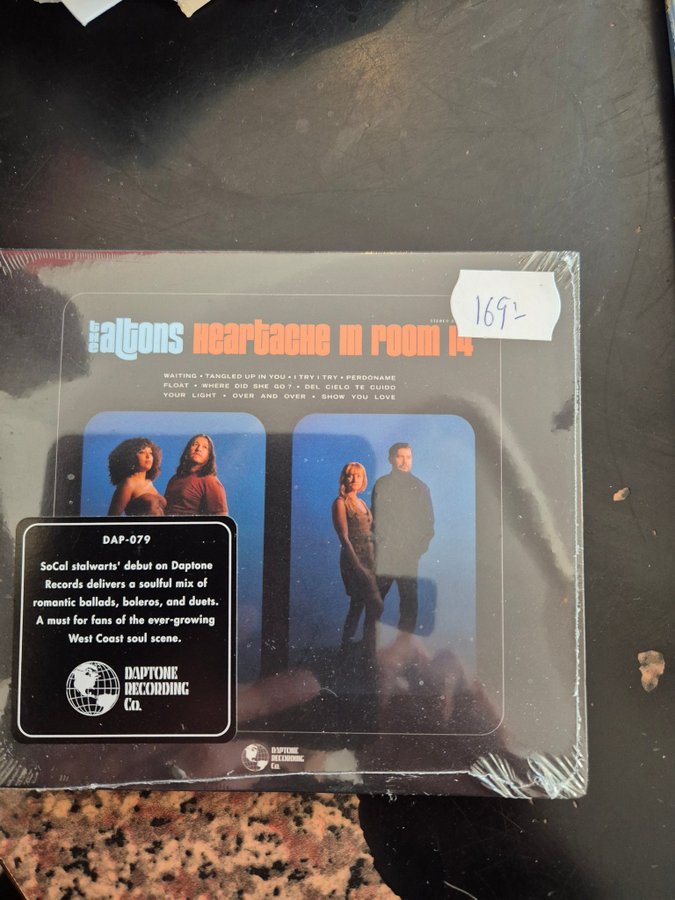 169:-
STEREO
thee altons Heartache in room 14
WAITING • TANGLED UP IN YOU • I TRY I TRY • PERDÓNAME
FLOAT • WHERE DID SHE GO? • DEL CIELO TE CUIDO
YOUR LIGHT • OVER AND OVER • SHOW YOU LOVE
DAP-079
SoCal stalwarts' debut on Daptone
Records delivers a soulful mix of
romantic ballads, boleros, and duets.
A must for fans of the ever-growing
West Coast soul scene.
DAPTONE
RECORDING
Co.
DAPTONE
RECORDING
Co.